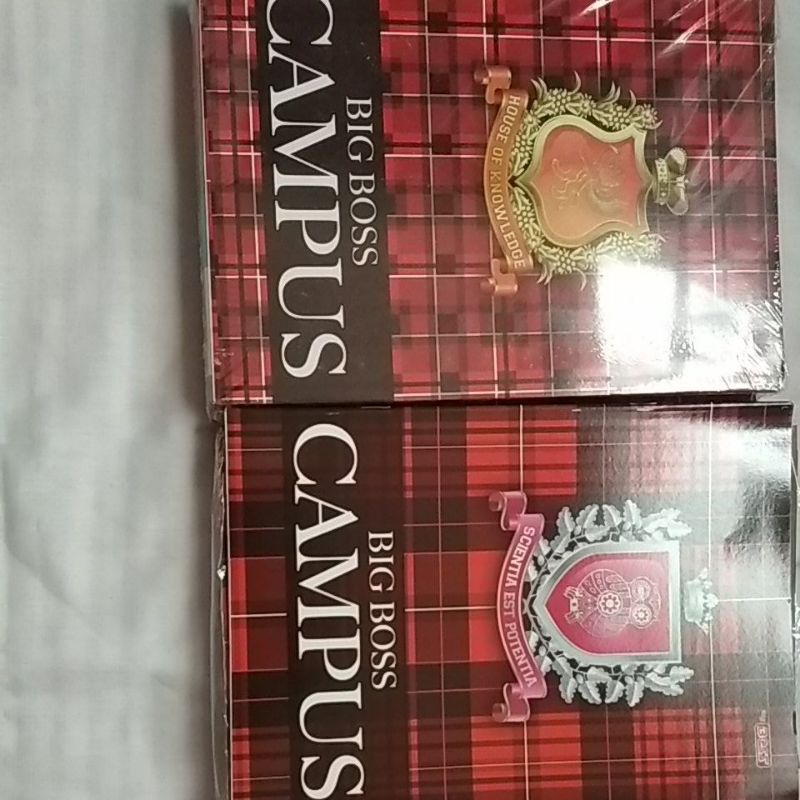 BIG BOSS
CAMPUS
HOUSE OF KNOWLEDGE
BIG BOSS
CAMPUS
SCIENTIA EST POTENTIA